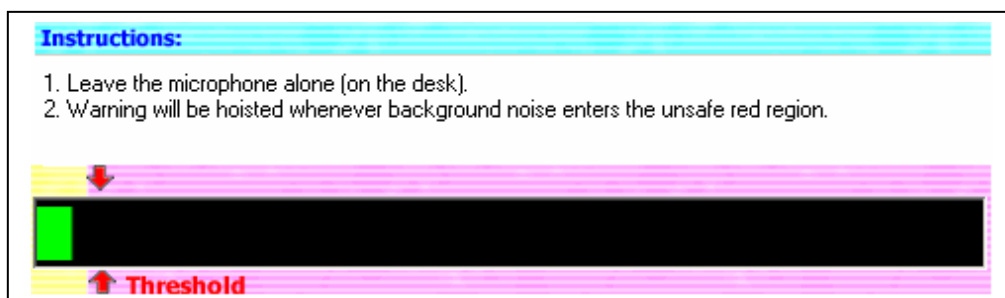 Instructions:
1. Leave the microphone alone (on the desk).
2. Warning will be hoisted whenever background noise enters the unsafe red region.
Threshold